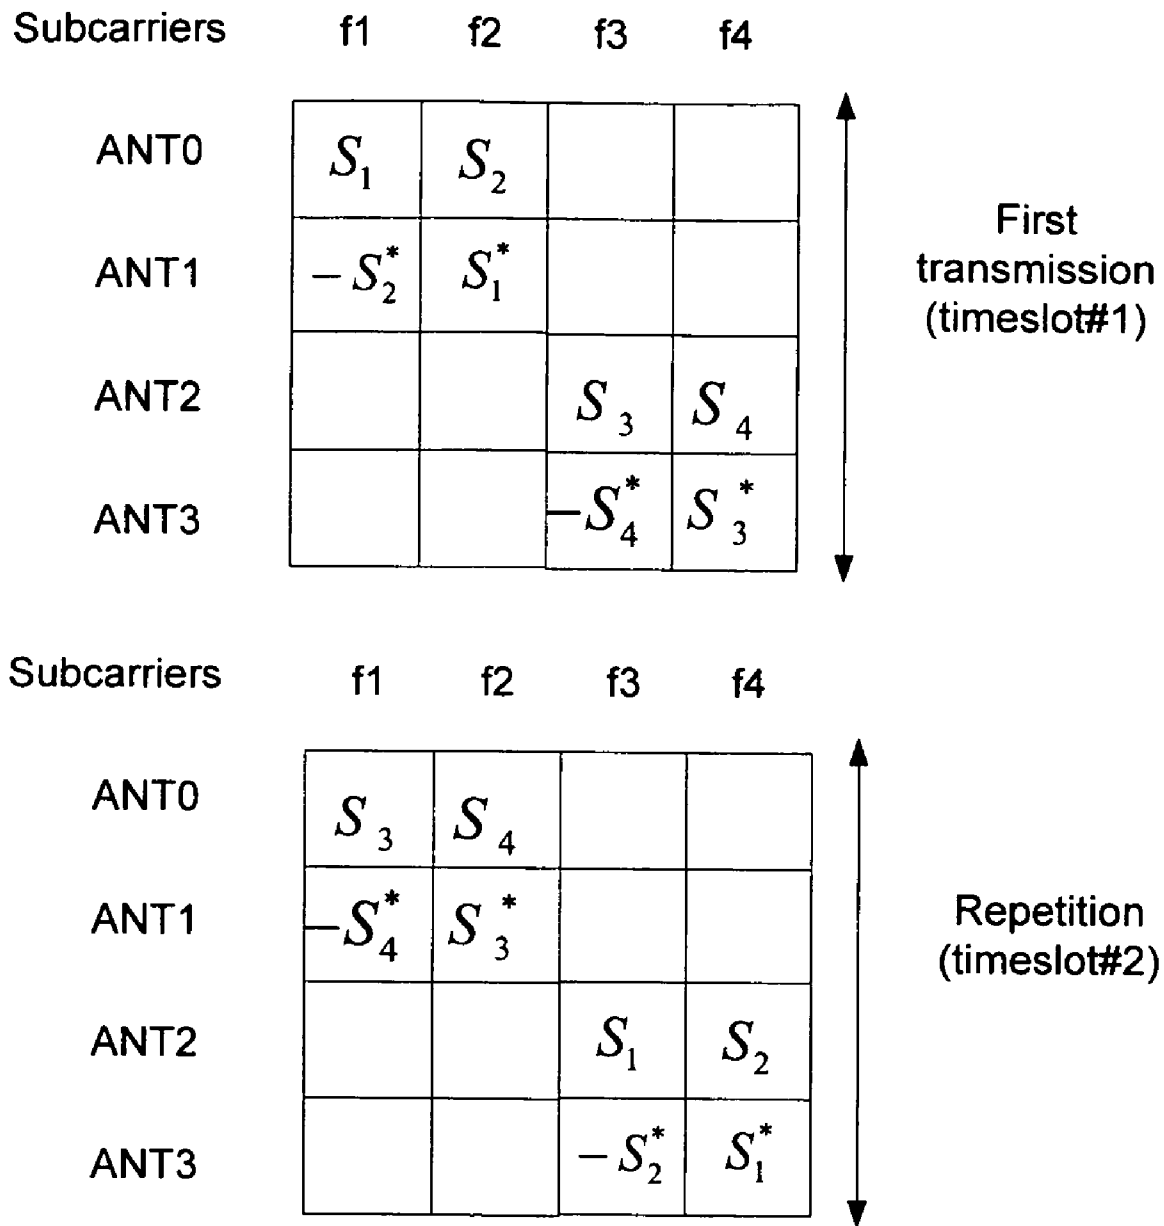 Subcarriers f1 f2 f3 f4
ANT0 S₁ S₂
ANT1 −S₂* S₁*
ANT2 S₃ S₄
ANT3 −S₄* S₃*
First
transmission
(timeslot#1)
Subcarriers f1 f2 f3 f4
ANT0 S₃ S₄
ANT1 −S₄* S₃*
ANT2 S₁ S₂
ANT3 −S₂* S₁*
Repetition
(timeslot#2)